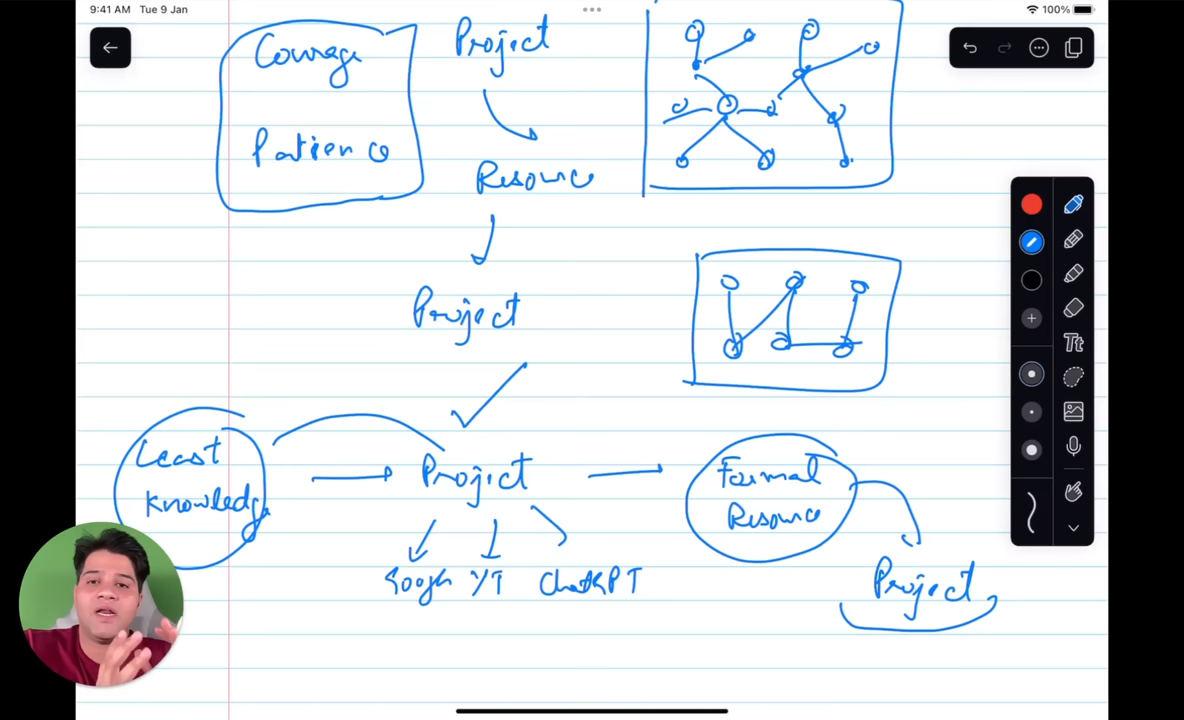 9:41 AM Tue 9 Jan
100%
Courage
Project
Patience
Resource
Project
Tt
Least
Knowledge
Project
Formal
Resource
Google YT ChatGPT
Project